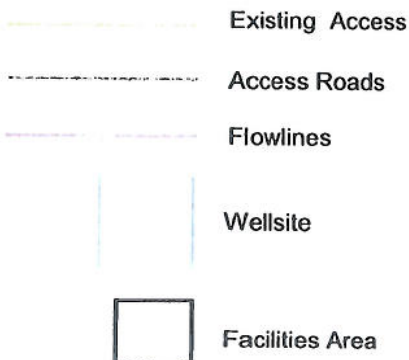 Existing Access
Access Roads
Flowlines
Wellsite
Facilities Area